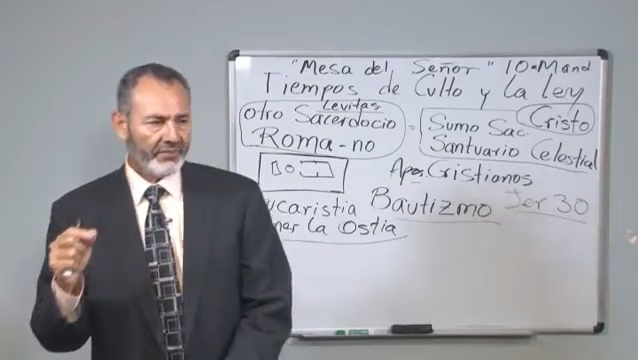 "Mesa del Señor" 10 Mand
Tiempos de Culto y la Ley
Levitas
otro Sacerdocio
Roma-no
= Sumo Sac. Cristo
Santuario Celestial
Apos. Cristianos
ucaristia Bautizmo Jer 30
la Ostia